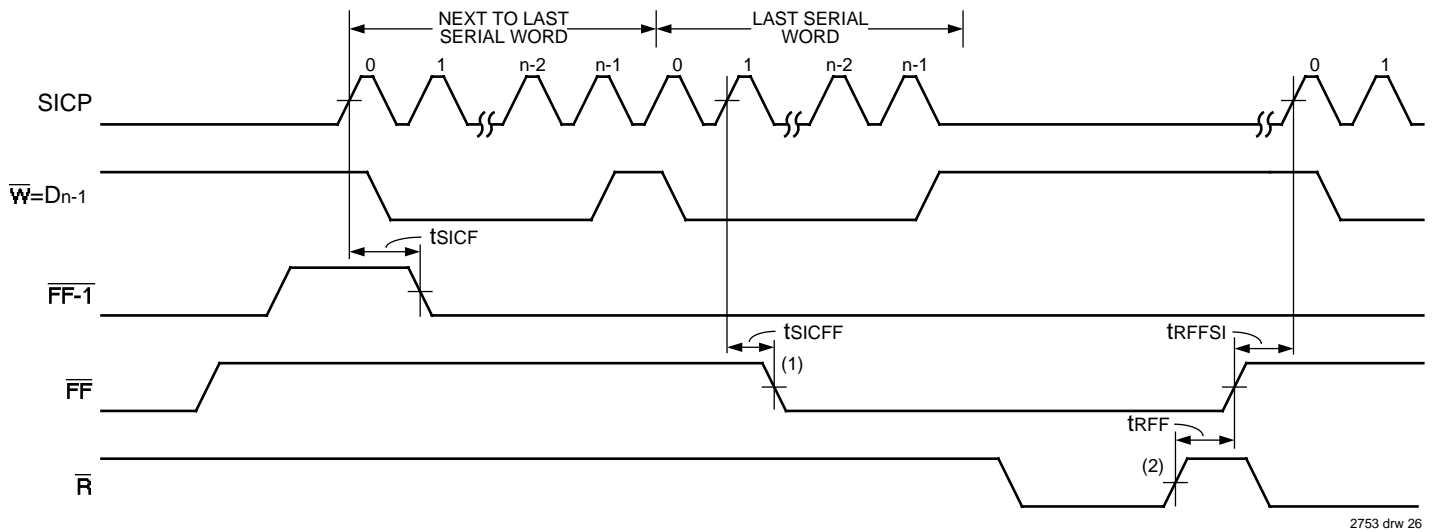 NEXT TO LAST
SERIAL WORD
LAST SERIAL
WORD
0 1 n-2 n-1 0 1 n-2 n-1 0 1
SICP
W=Dn-1
tSICF
FF-1
tSICFF
tRFFSI
(1)
FF
tRFF
(2)
R
2753 drw 26